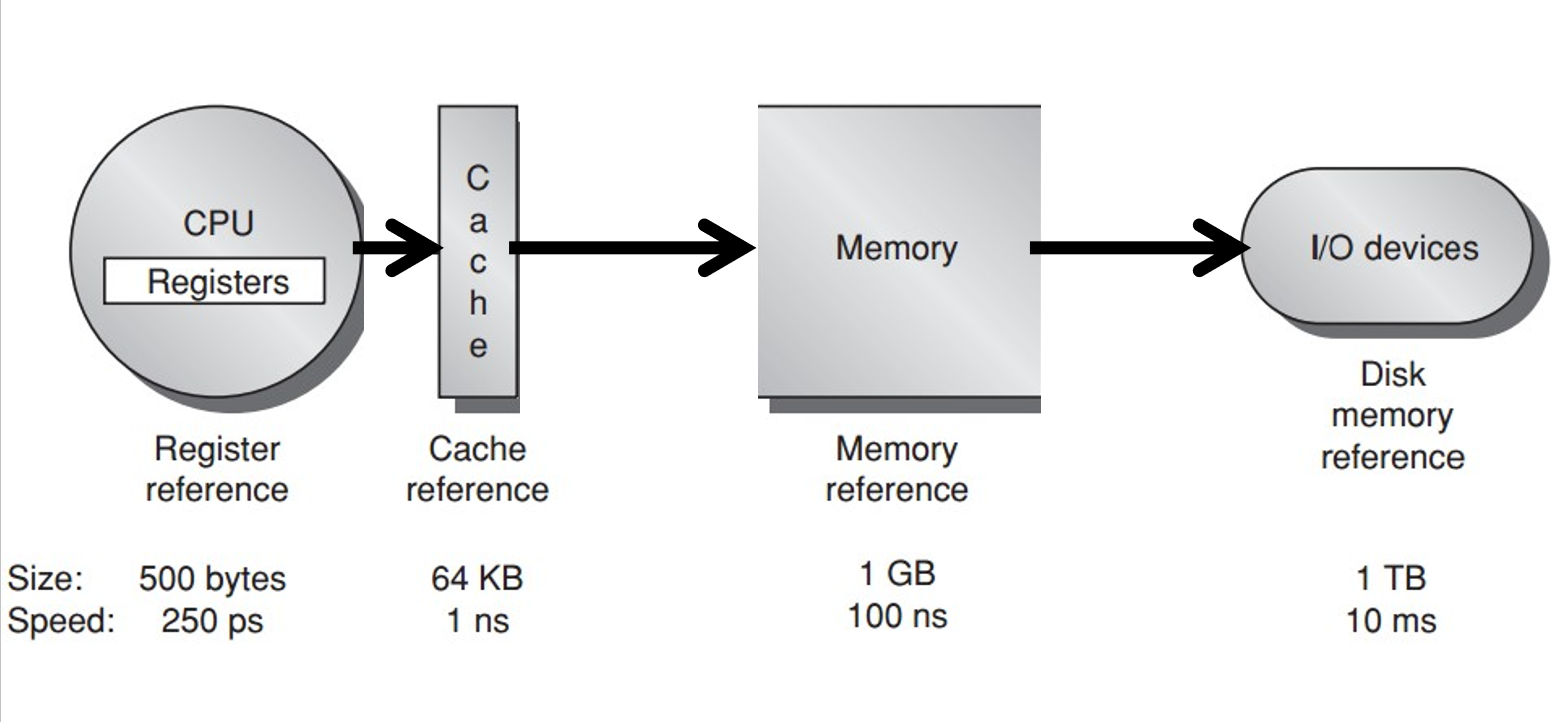 CPU
Registers
C
a
c
h
e
Memory
I/O devices
Register
reference
Cache
reference
Memory
reference
Disk
memory
reference
Size: 500 bytes 64 KB 1 GB 1 TB
Speed: 250 ps 1 ns 100 ns 10 ms